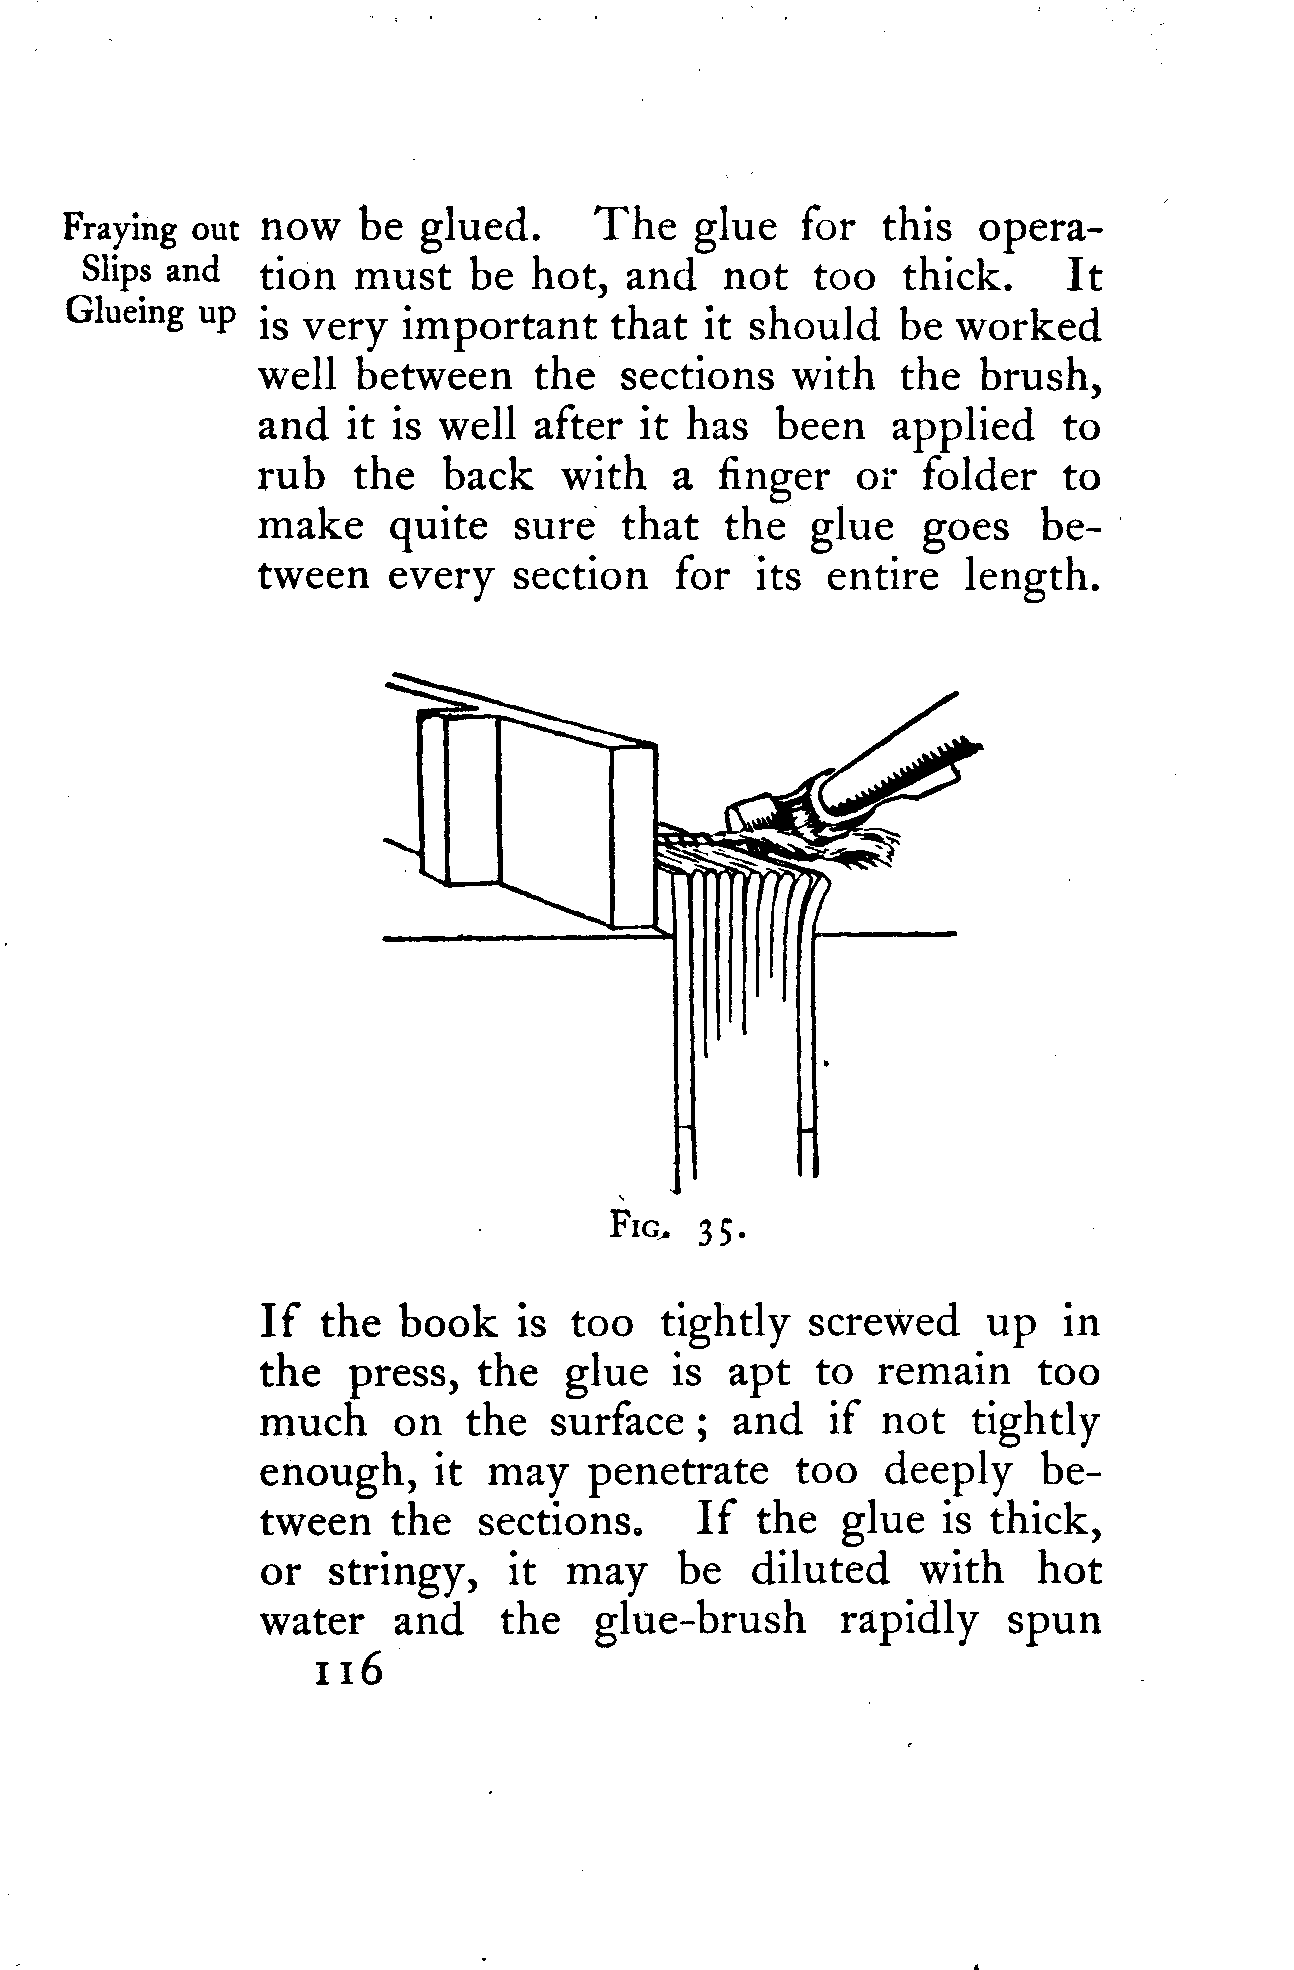 Fraying out
Slips and
Glueing up
now be glued. The glue for this opera-
tion must be hot, and not too thick. It
is very important that it should be worked
well between the sections with the brush,
and it is well after it has been applied to
rub the back with a finger or folder to
make quite sure that the glue goes be-
tween every section for its entire length.
Fig. 35.
If the book is too tightly screwed up in
the press, the glue is apt to remain too
much on the surface ; and if not tightly
enough, it may penetrate too deeply be-
tween the sections. If the glue is thick,
or stringy, it may be diluted with hot
water and the glue-brush rapidly spun
116